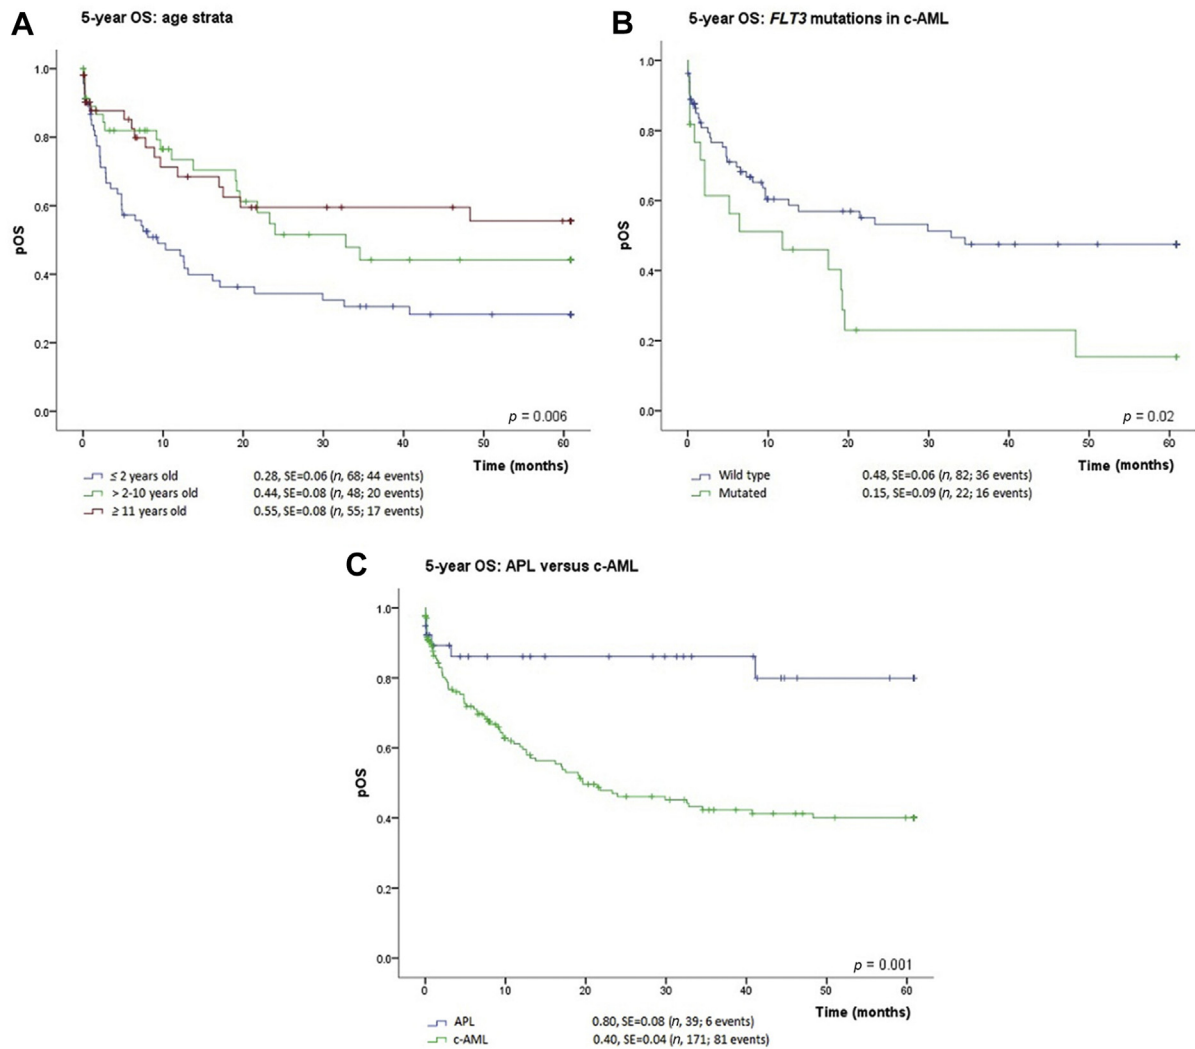 A
5-year OS: age strata
1.0
0.8
0.6
0.4
0.2
0.0
pOS
p = 0.006
0 10 20 30 40 50 60
Time (months)
≤ 2 years old 0.28, SE=0.06 (n, 68; 44 events)
> 2-10 years old 0.44, SE=0.08 (n, 48; 20 events)
≥ 11 years old 0.55, SE=0.08 (n, 55; 17 events)
B
5-year OS: FLT3 mutations in c-AML
1.0
0.8
0.6
0.4
0.2
0.0
pOS
p = 0.02
0 10 20 30 40 50 60
Time (months)
Wild type 0.48, SE=0.06 (n, 82; 36 events)
Mutated 0.15, SE=0.09 (n, 22; 16 events)
C
5-year OS: APL versus c-AML
1.0
0.8
0.6
0.4
0.2
0.0
pOS
p = 0.001
0 10 20 30 40 50 60
Time (months)
APL 0.80, SE=0.08 (n, 39; 6 events)
c-AML 0.40, SE=0.04 (n, 171; 81 events)